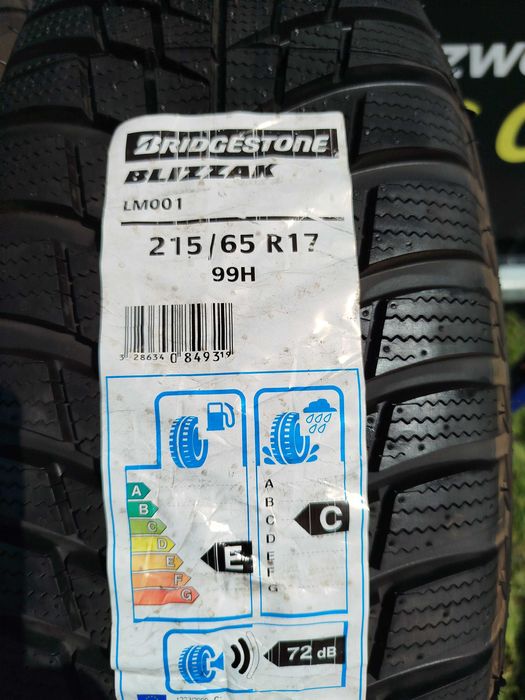 BRIDGESTONE
BLIZZAK
LM001
215/65 R17
99H
3 286340 849319
A
B
C
D
E
F
G
E
A
B
C
D
E
F
G
C
72 dB